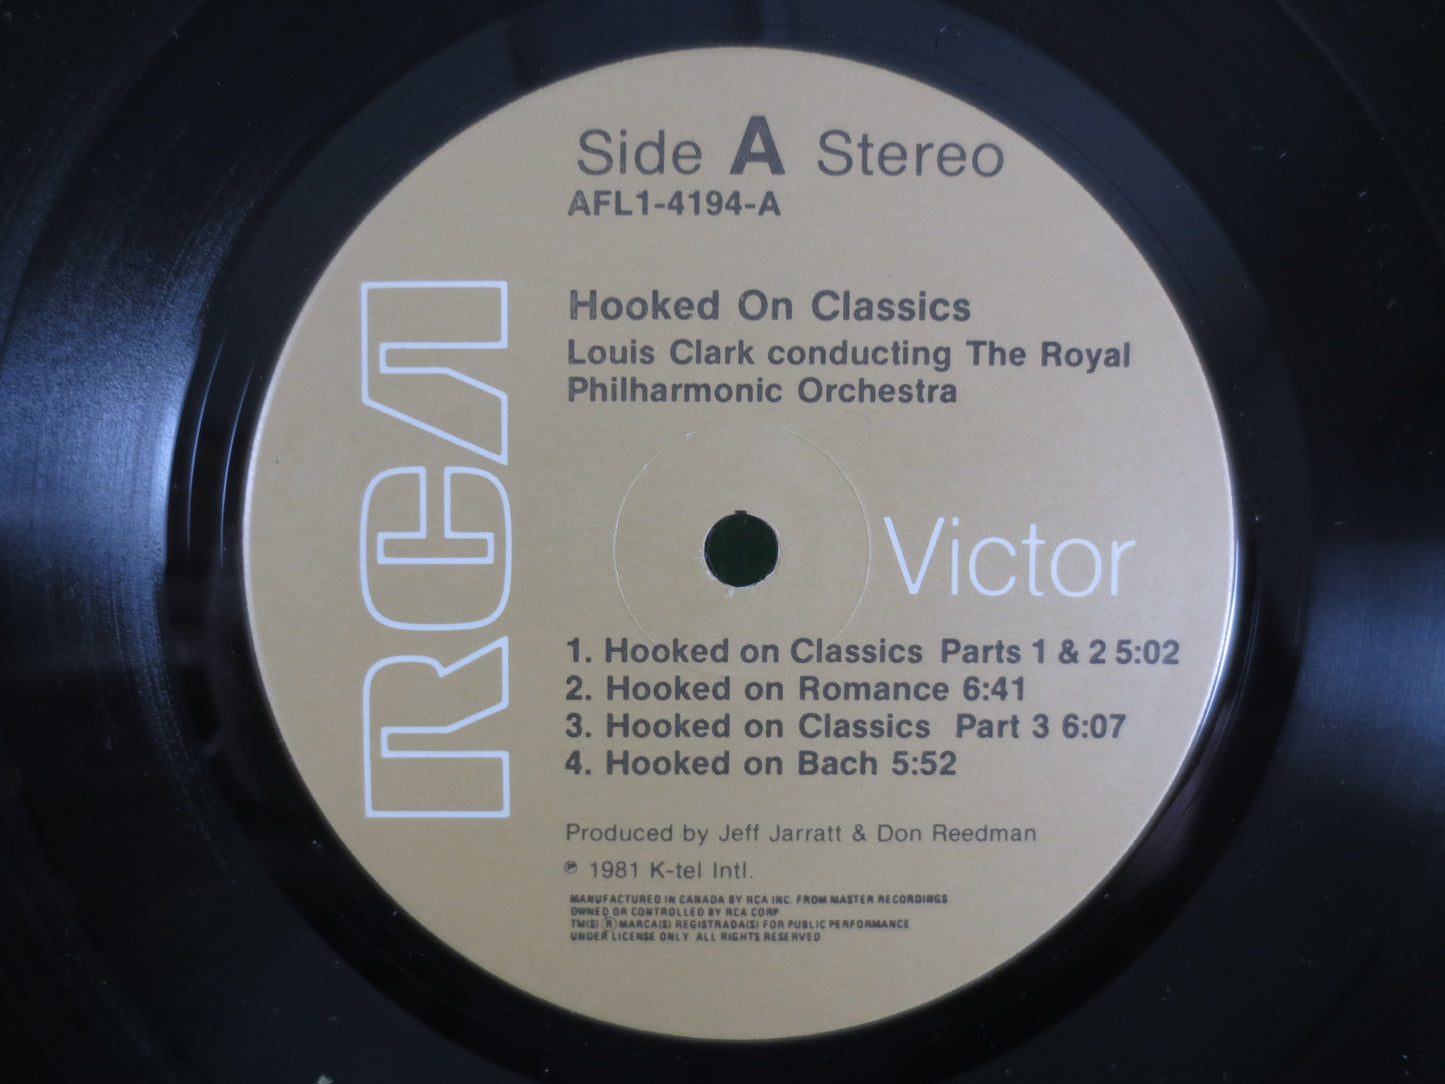 Side A Stereo
AFL1-4194-A
Hooked On Classics
Louis Clark conducting The Royal
Philharmonic Orchestra
RCA
Victor
1. Hooked on Classics Parts 1 & 2 5:02
2. Hooked on Romance 6:41
3. Hooked on Classics Part 3 6:07
4. Hooked on Bach 5:52
Produced by Jeff Jarratt & Don Reedman
℗ 1981 K-tel Intl.
MANUFACTURED IN CANADA BY RCA INC. FROM MASTER RECORDINGS
OWNED OR CONTROLLED BY RCA CORP
TM(S) ® MARCA(S) REGISTRADA(S) FOR PUBLIC PERFORMANCE
UNDER LICENSE ONLY ALL RIGHTS RESERVED